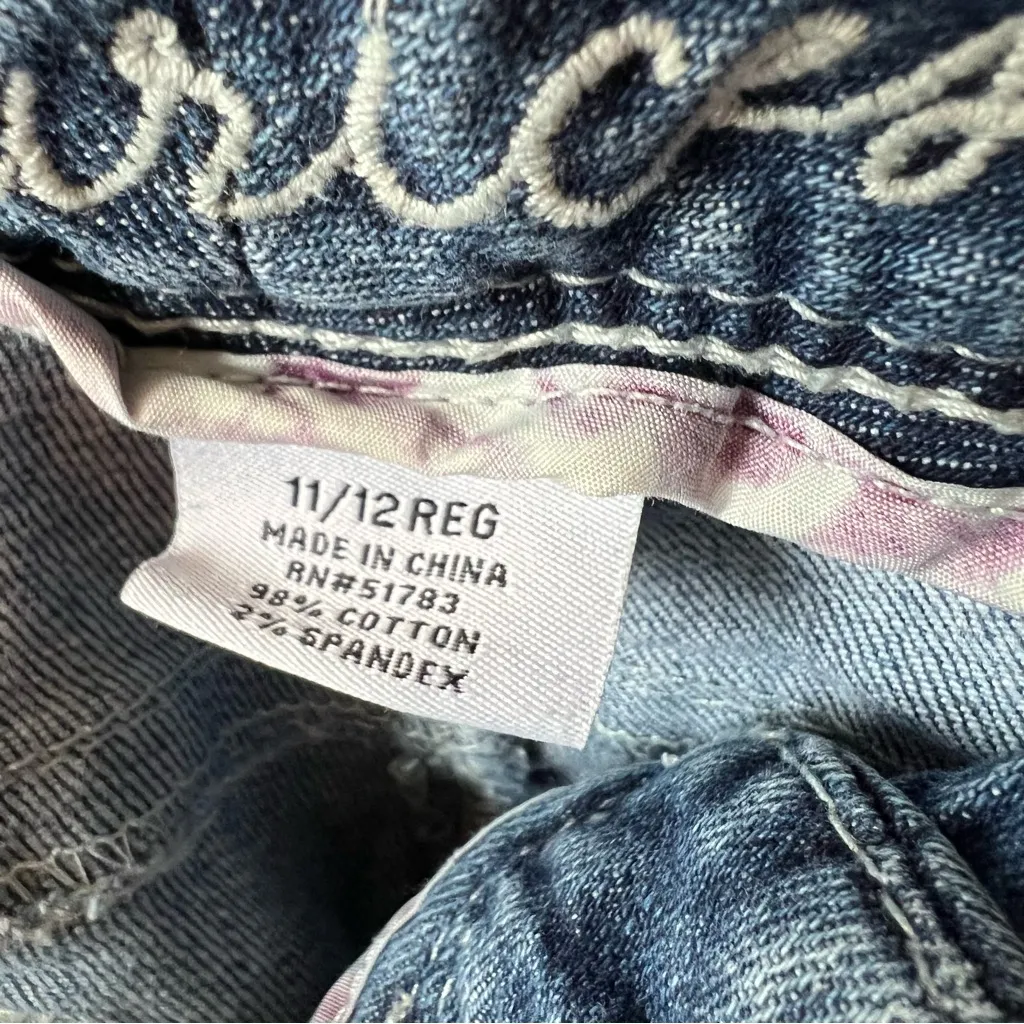 11/12 REG
MADE IN CHINA
RN#51783
98% COTTON
2% SPANDEX